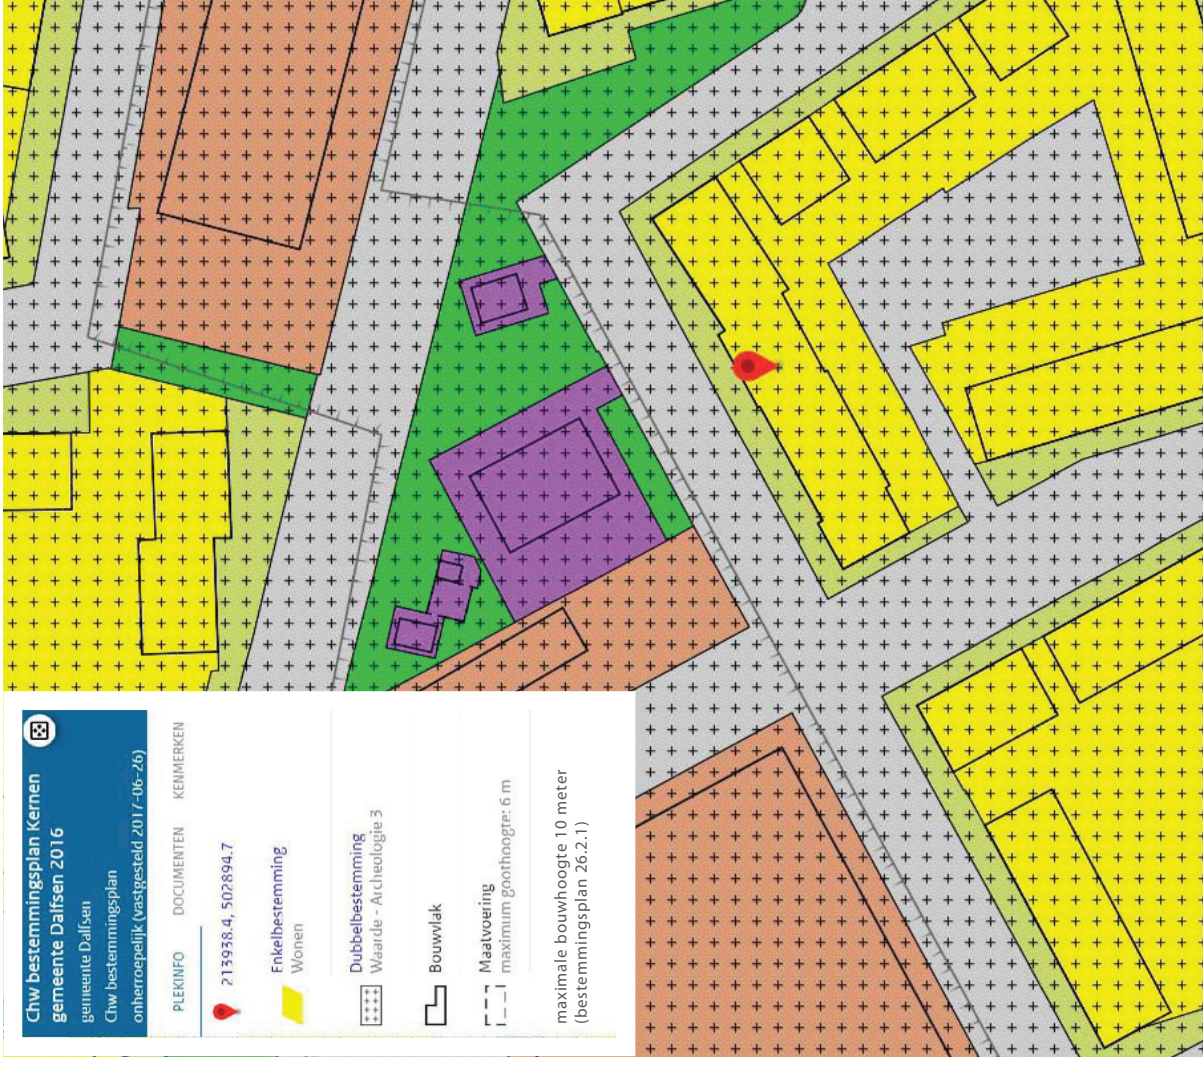 Chw bestemmingsplan Kernen
gemeente Dalfsen 2016
gemeente Dalfsen
Chw bestemmingsplan
onherroepelijk (vastgesteld 2017-06-26)
PLEKINFO DOCUMENTEN KENMERKEN
213938.4, 502894.7
Enkelbestemming
Wonen
Dubbelbestemming
Waarde - Archeologie 3
Bouwvlak
Maatvoering
maximum goothoogte: 6 m
maximale bouwhoogte 10 meter
(bestemmingsplan 26.2.1)